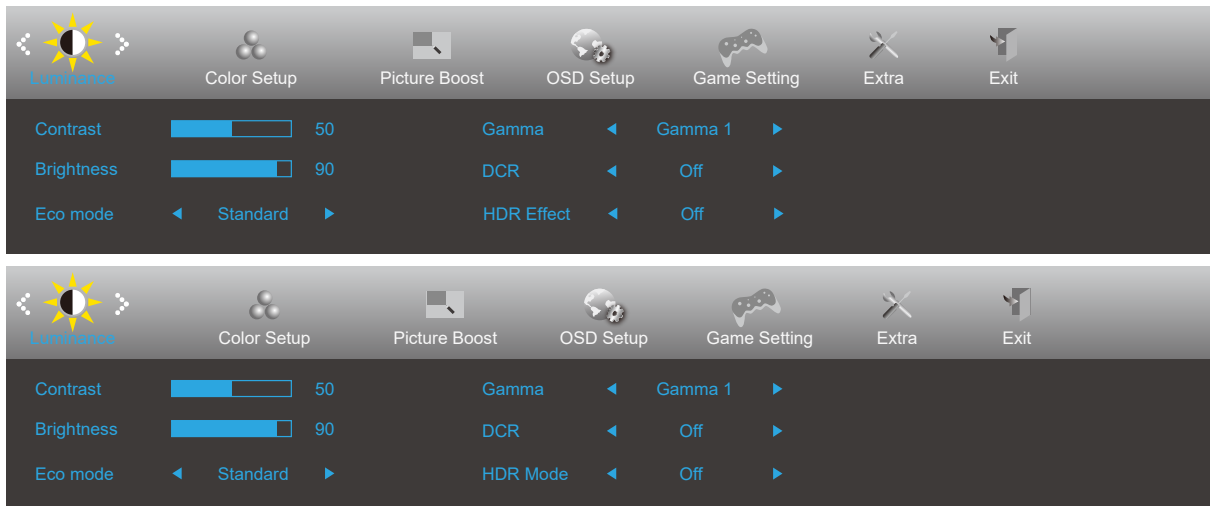 Luminance Color Setup Picture Boost OSD Setup Game Setting Extra Exit
Contrast 50 Gamma Gamma 1
Brightness 90 DCR Off
Eco mode Standard HDR Effect Off
Luminance Color Setup Picture Boost OSD Setup Game Setting Extra Exit
Contrast 50 Gamma Gamma 1
Brightness 90 DCR Off
Eco mode Standard HDR Mode Off